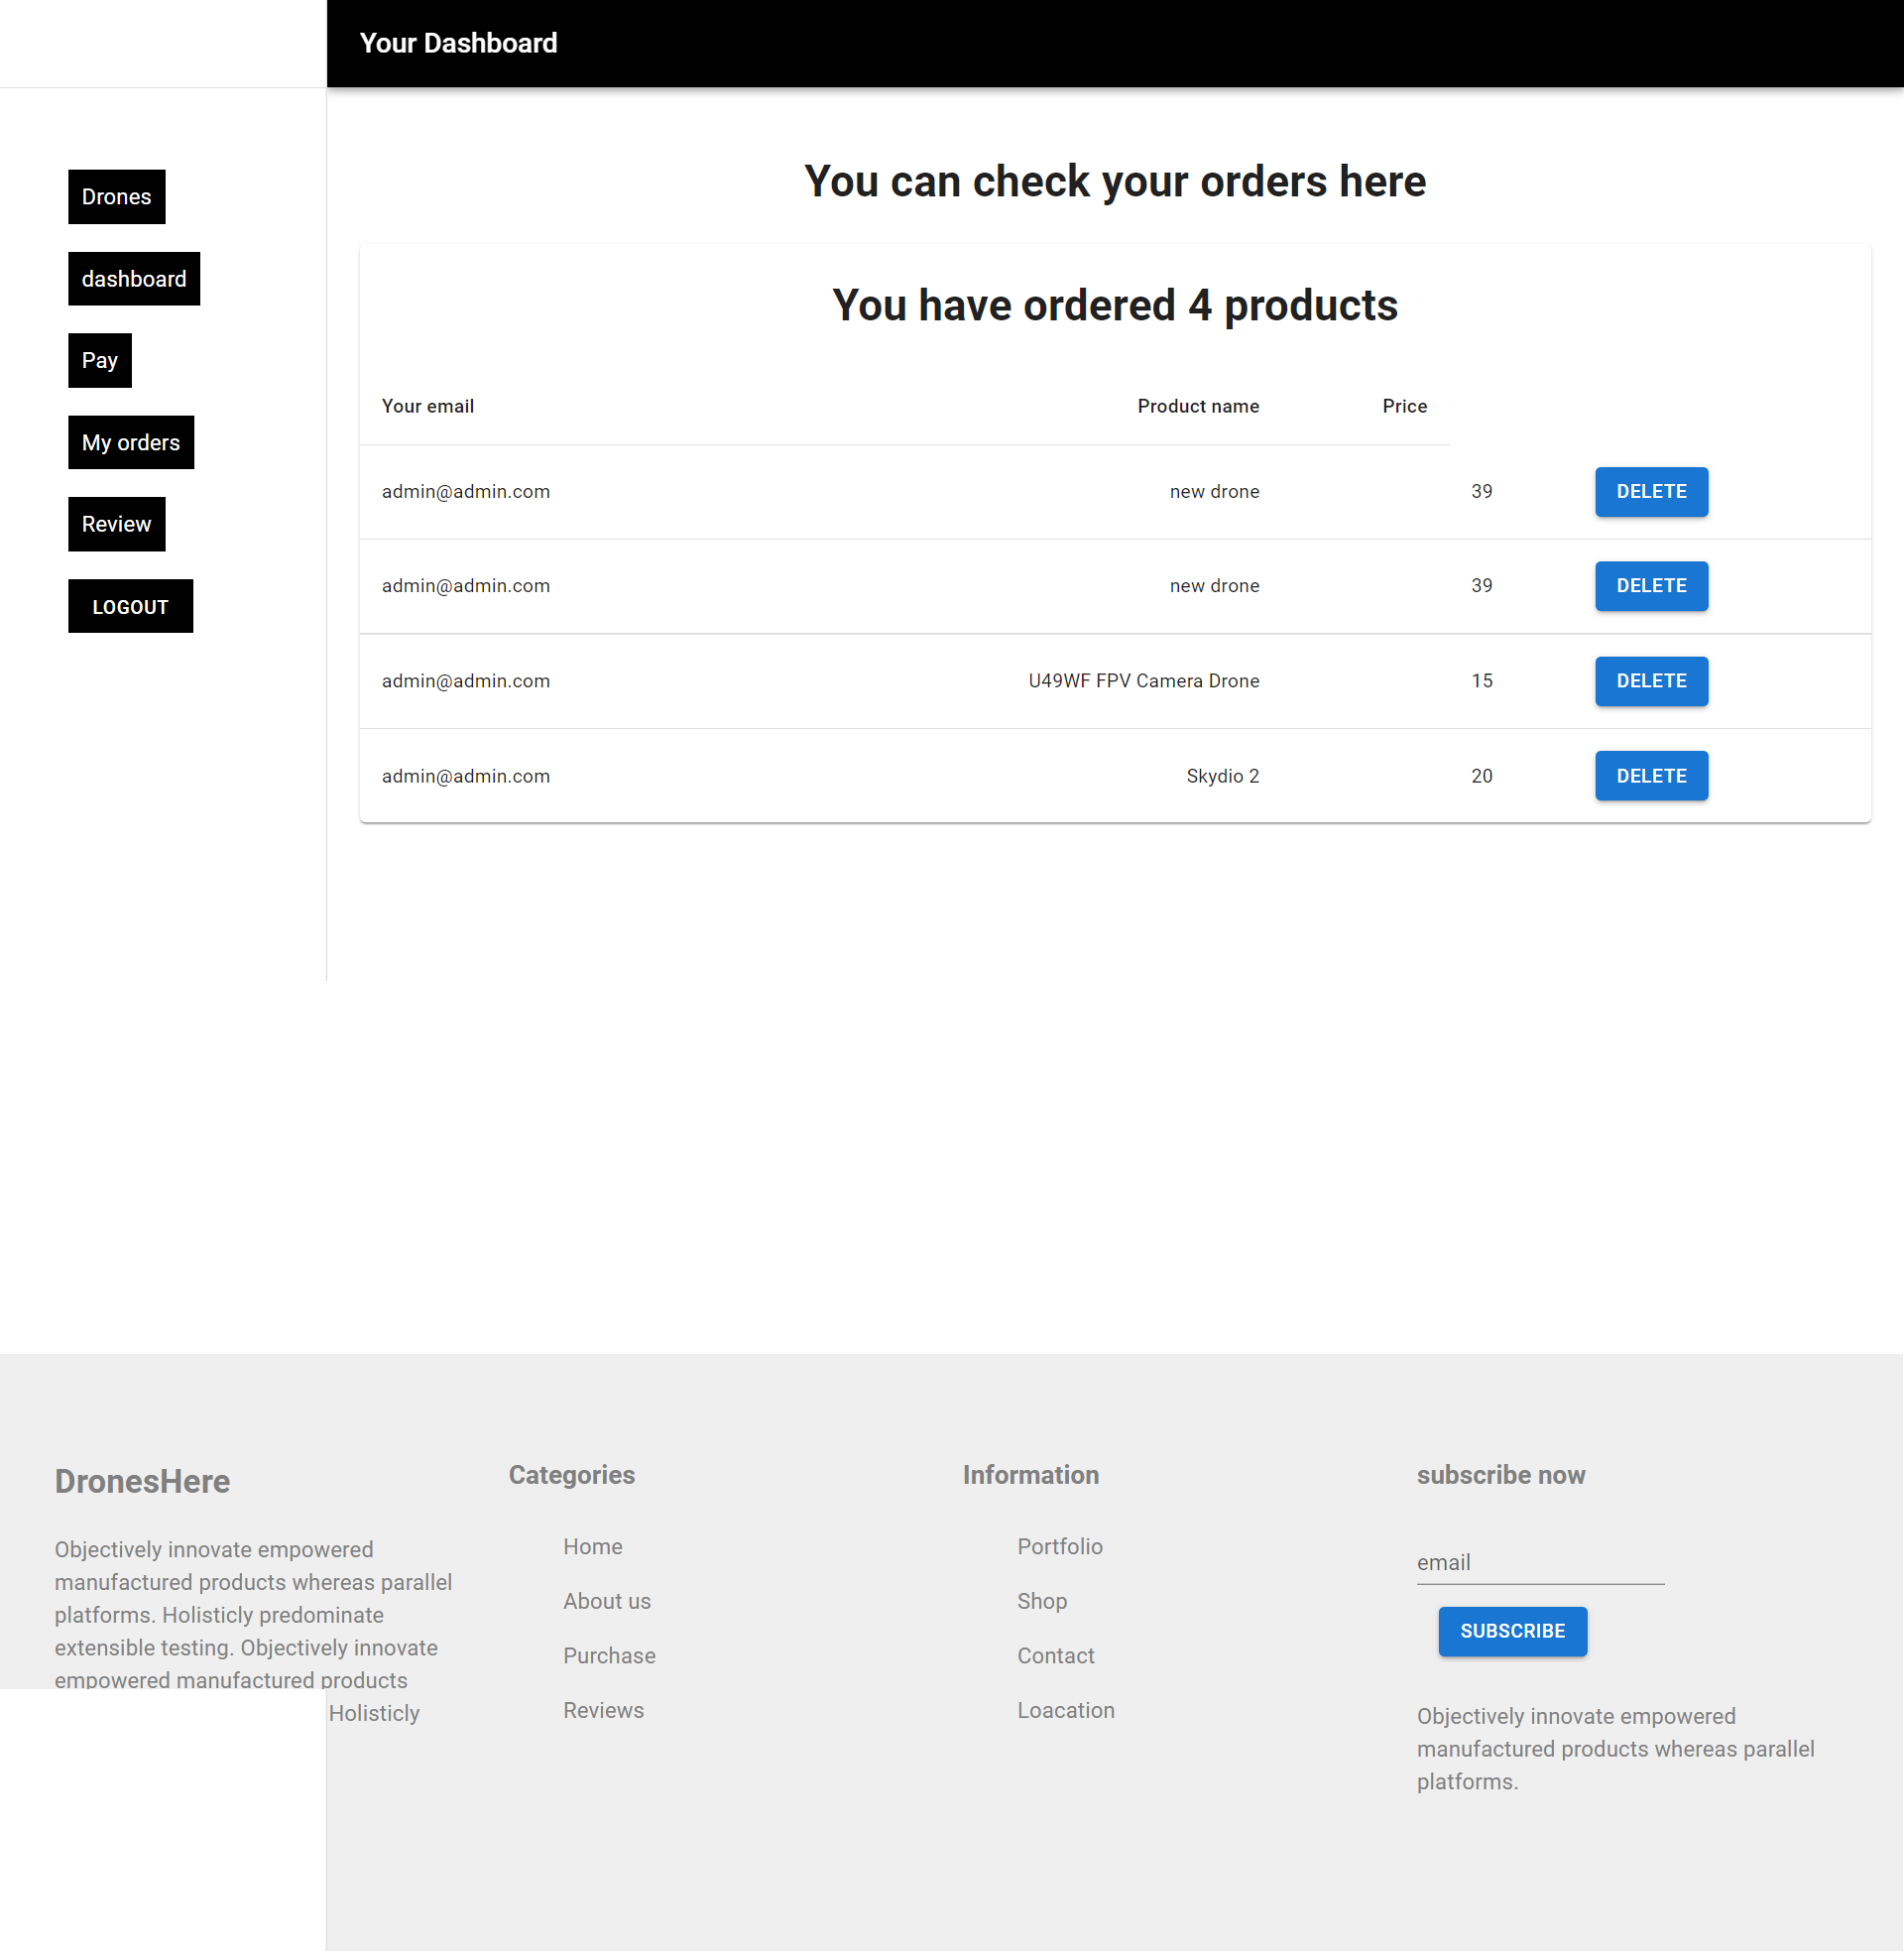 Your Dashboard
Drones
dashboard
Pay
My orders
Review
LOGOUT
You can check your orders here
You have ordered 4 products
Your email Product name Price
admin@admin.com new drone 39 DELETE
admin@admin.com new drone 39 DELETE
admin@admin.com U49WF FPV Camera Drone 15 DELETE
admin@admin.com Skydio 2 20 DELETE
DronesHere
Objectively innovate empowered
manufactured products whereas parallel
platforms. Holisticly predominate
extensible testing. Objectively innovate
empowered manufactured products
Holisticly
Categories
Home
About us
Purchase
Reviews
Information
Portfolio
Shop
Contact
Loacation
subscribe now
email
SUBSCRIBE
Objectively innovate empowered
manufactured products whereas parallel
platforms.